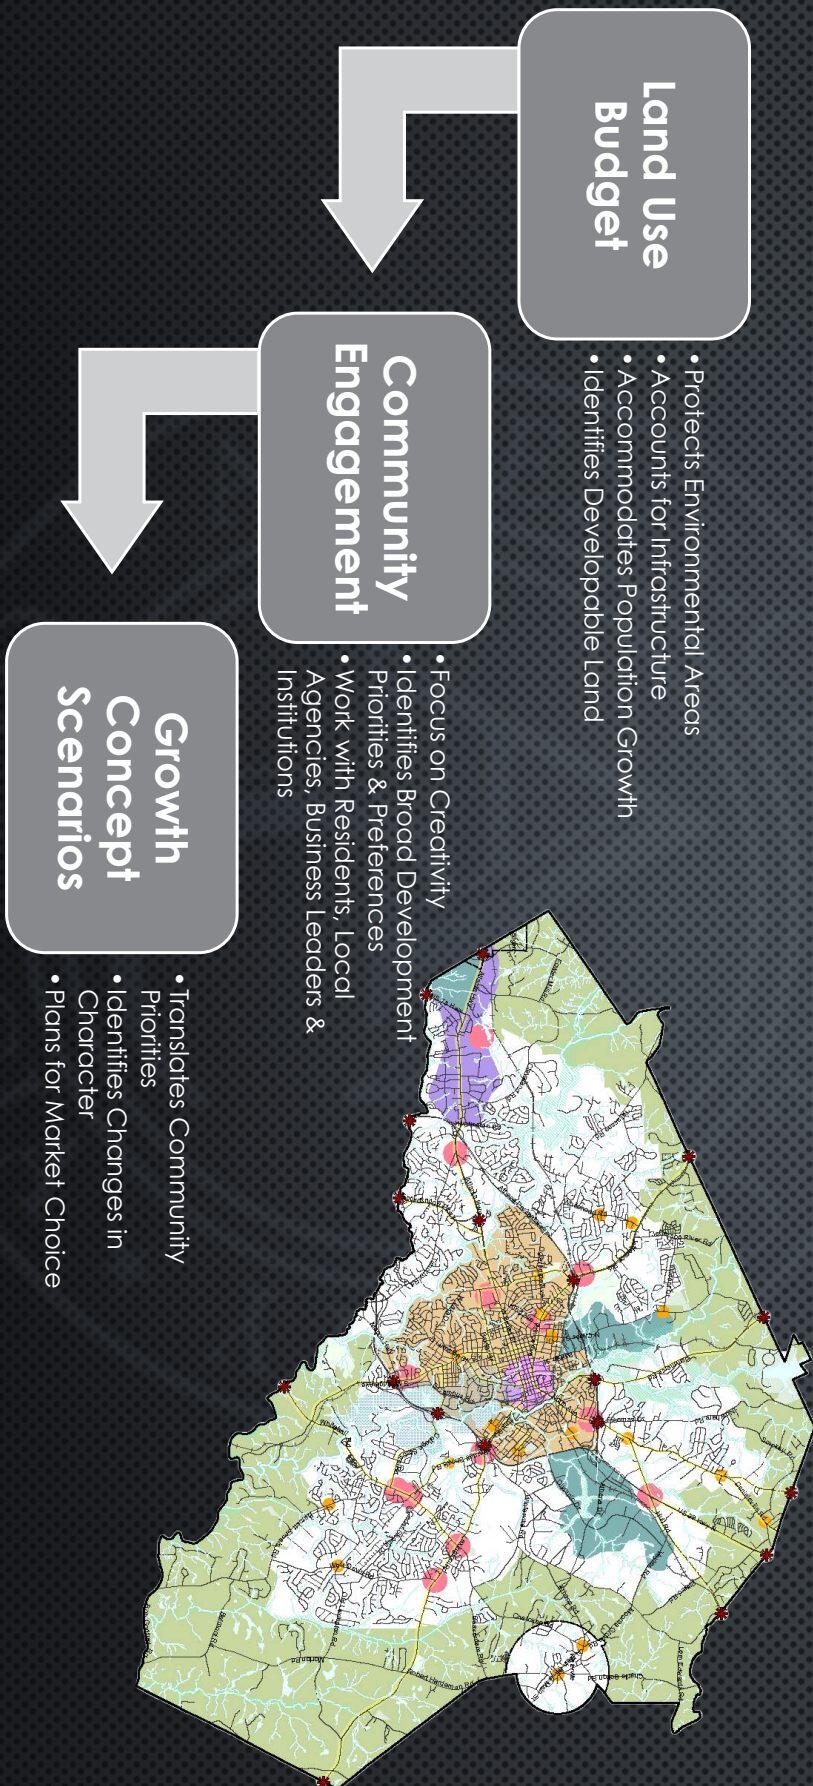 Land Use
Budget
• Protects Environmental Areas
• Accounts for Infrastructure
• Accommodates Population Growth
• Identifies Developable Land
Community
Engagement
• Focus on Creativity
• Identifies Broad Development
Priorities & Preferences
• Work with Residents, Local
Agencies, Business Leaders &
Institutions
Growth
Concept
Scenarios
• Translates Community
Priorities
• Identifies Changes in
Character
• Plans for Market Choice